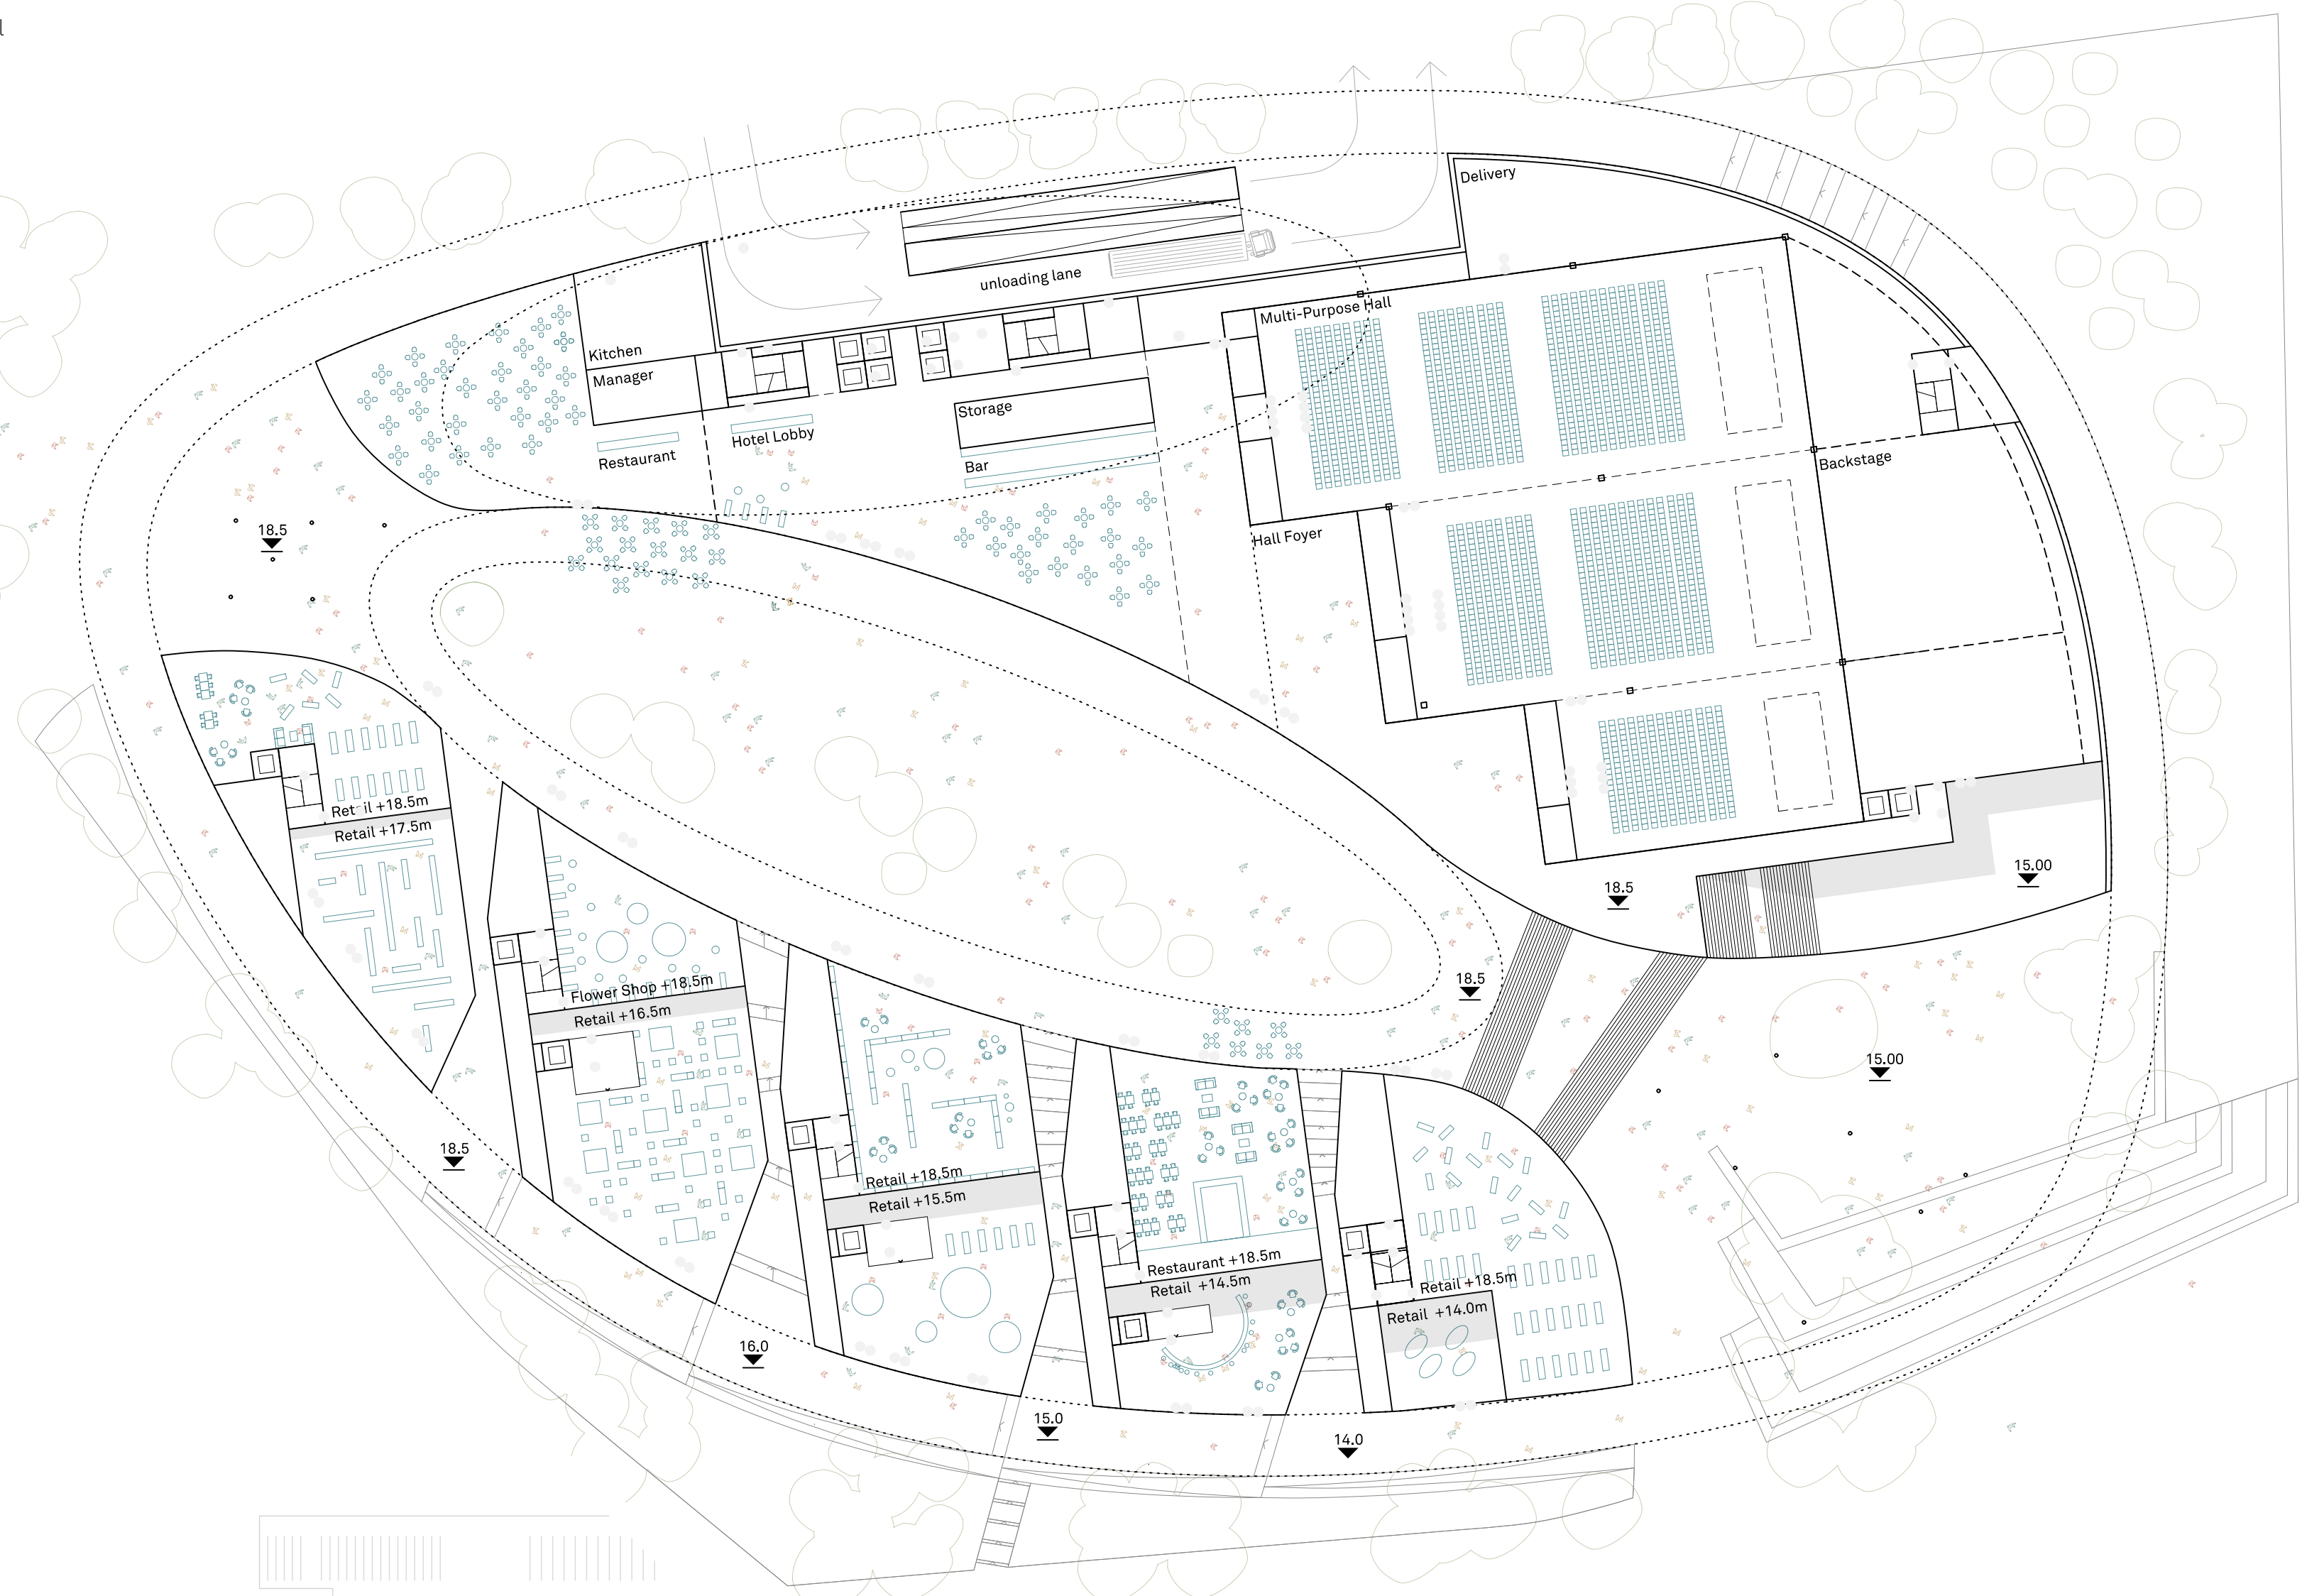 Delivery
unloading lane
Multi-Purpose Hall
Kitchen
Manager
Storage
Hotel Lobby
Restaurant
Bar
Backstage
18.5
Hall Foyer
Retail +18.5m
Retail +17.5m
15.00
18.5
18.5
Flower Shop +18.5m
Retail +16.5m
15.00
18.5
Retail +18.5m
Retail +15.5m
Restaurant +18.5m
Retail +14.5m
Retail +18.5m
Retail +14.0m
16.0
15.0
14.0